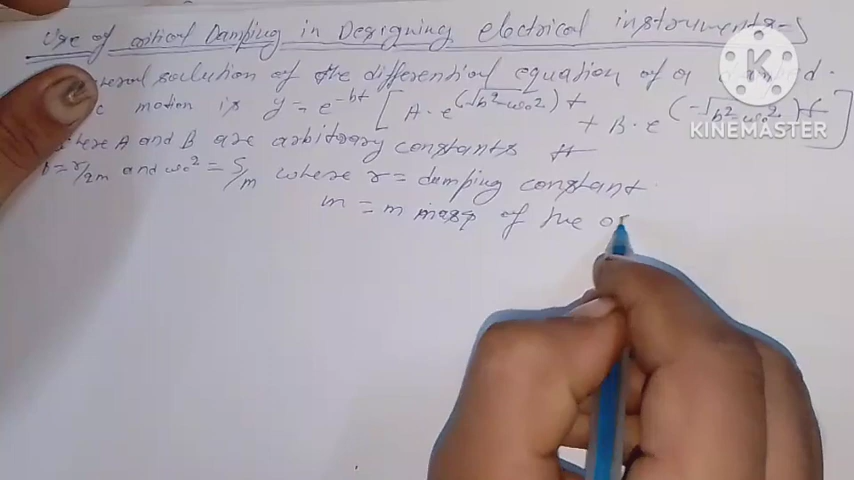 Use of critical Damping in Designing electrical instruments:-
general solution of the differential equation of a damped
motion is y = e^-bt [ A. e^(√b²-ω₀²)t + B. e^(-√b²-ω₀²)t ]
where A and B are arbitrary constants
b = r/2m and ω₀² = S/m where r = damping constant.
m = m mass of the os
KINEMASTER